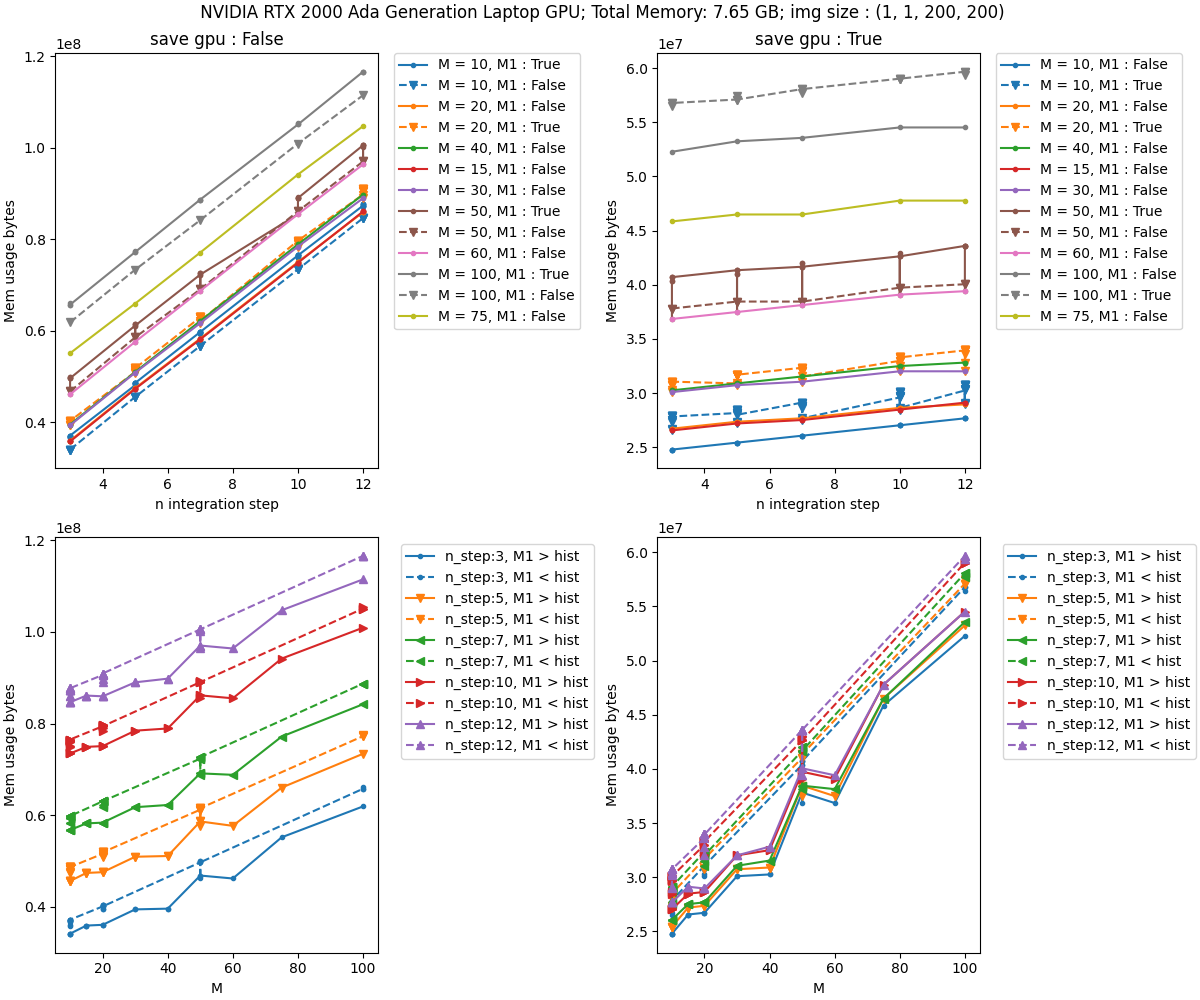 NVIDIA RTX 2000 Ada Generation Laptop GPU; Total Memory: 7.65 GB; img size : (1, 1, 200, 200)
save gpu : False
1e8
1.2
1.0
0.8
0.6
0.4
4
6
8
10
12
Mem usage bytes
n integration step
M = 10, M1 : True
M = 10, M1 : False
M = 20, M1 : False
M = 20, M1 : True
M = 40, M1 : False
M = 15, M1 : False
M = 30, M1 : False
M = 50, M1 : True
M = 50, M1 : False
M = 60, M1 : False
M = 100, M1 : True
M = 100, M1 : False
M = 75, M1 : False
save gpu : True
1e7
6.0
5.5
5.0
4.5
4.0
3.5
3.0
2.5
4
6
8
10
12
Mem usage bytes
n integration step
M = 10, M1 : False
M = 10, M1 : True
M = 20, M1 : False
M = 20, M1 : True
M = 40, M1 : False
M = 15, M1 : False
M = 30, M1 : False
M = 50, M1 : True
M = 50, M1 : False
M = 60, M1 : False
M = 100, M1 : False
M = 100, M1 : True
M = 75, M1 : False
1e8
1.2
1.0
0.8
0.6
0.4
20
40
60
80
100
Mem usage bytes
M
n_step:3, M1 > hist
n_step:3, M1 < hist
n_step:5, M1 > hist
n_step:5, M1 < hist
n_step:7, M1 > hist
n_step:7, M1 < hist
n_step:10, M1 > hist
n_step:10, M1 < hist
n_step:12, M1 > hist
n_step:12, M1 < hist
1e7
6.0
5.5
5.0
4.5
4.0
3.5
3.0
2.5
20
40
60
80
100
Mem usage bytes
M
n_step:3, M1 > hist
n_step:3, M1 < hist
n_step:5, M1 > hist
n_step:5, M1 < hist
n_step:7, M1 > hist
n_step:7, M1 < hist
n_step:10, M1 > hist
n_step:10, M1 < hist
n_step:12, M1 > hist
n_step:12, M1 < hist